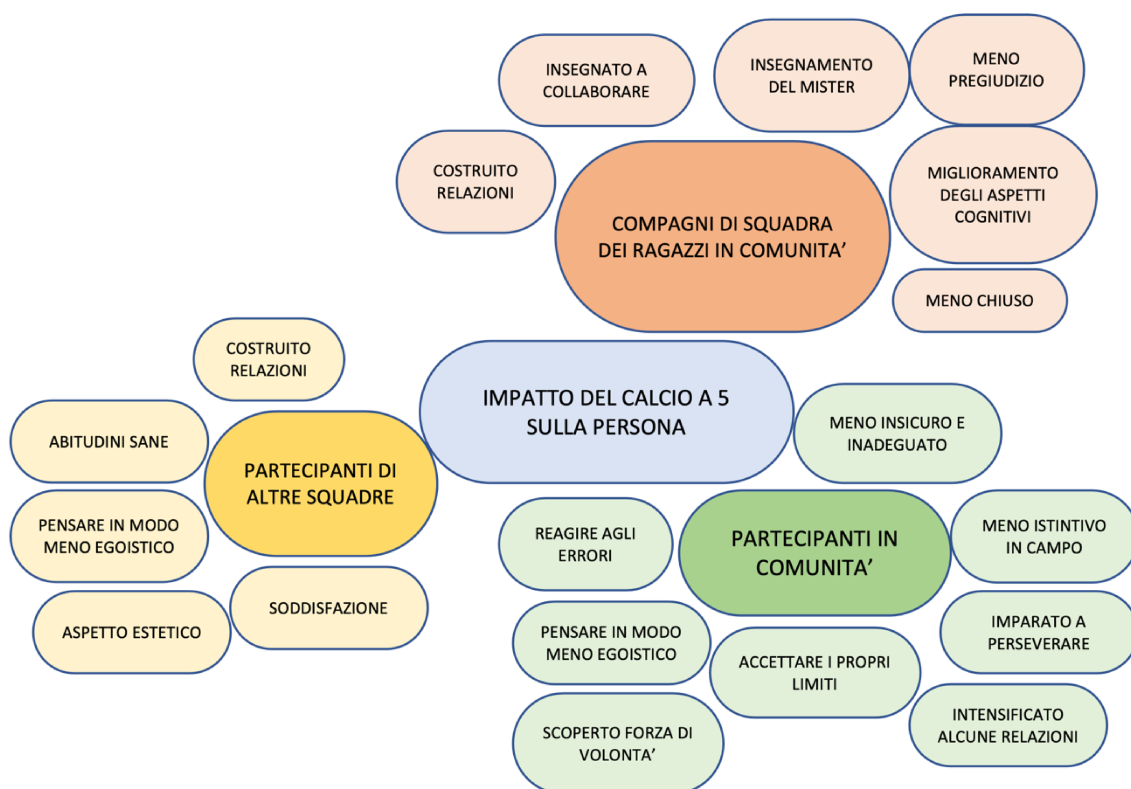 INSEGNATO A
COLLABORARE
INSEGNAMENTO
DEL MISTER
MENO
PREGIUDIZIO
COSTRUITO
RELAZIONI
COMPAGNI DI SQUADRA
DEI RAGAZZI IN COMUNITA’
MIGLIORAMENTO
DEGLI ASPETTI
COGNITIVI
MENO CHIUSO
COSTRUITO
RELAZIONI
IMPATTO DEL CALCIO A 5
SULLA PERSONA
ABITUDINI SANE
PARTECIPANTI DI
ALTRE SQUADRE
MENO INSICURO E
INADEGUATO
PENSARE IN MODO
MENO EGOISTICO
REAGIRE AGLI
ERRORI
PARTECIPANTI IN
COMUNITA’
MENO ISTINTIVO
IN CAMPO
ASPETTO ESTETICO
SODDISFAZIONE
PENSARE IN MODO
MENO EGOISTICO
ACCETTARE I PROPRI
LIMITI
IMPARATO A
PERSEVERARE
SCOPERTO FORZA DI
VOLONTA’
INTENSIFICATO
ALCUNE RELAZIONI